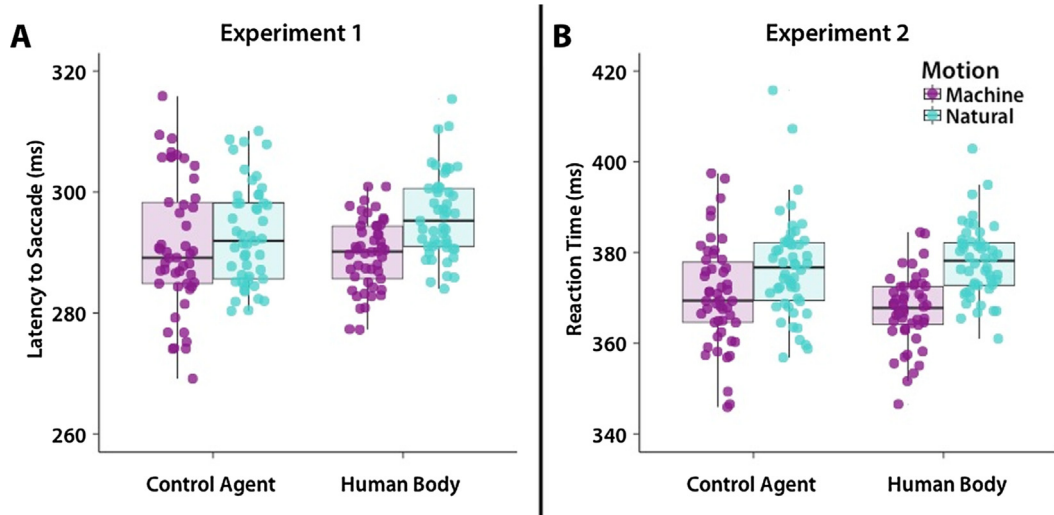 A
Experiment 1
Latency to Saccade (ms)
320
300
280
260
Control Agent
Human Body
B
Experiment 2
Reaction Time (ms)
420
400
380
360
340
Motion
Machine
Natural
Control Agent
Human Body